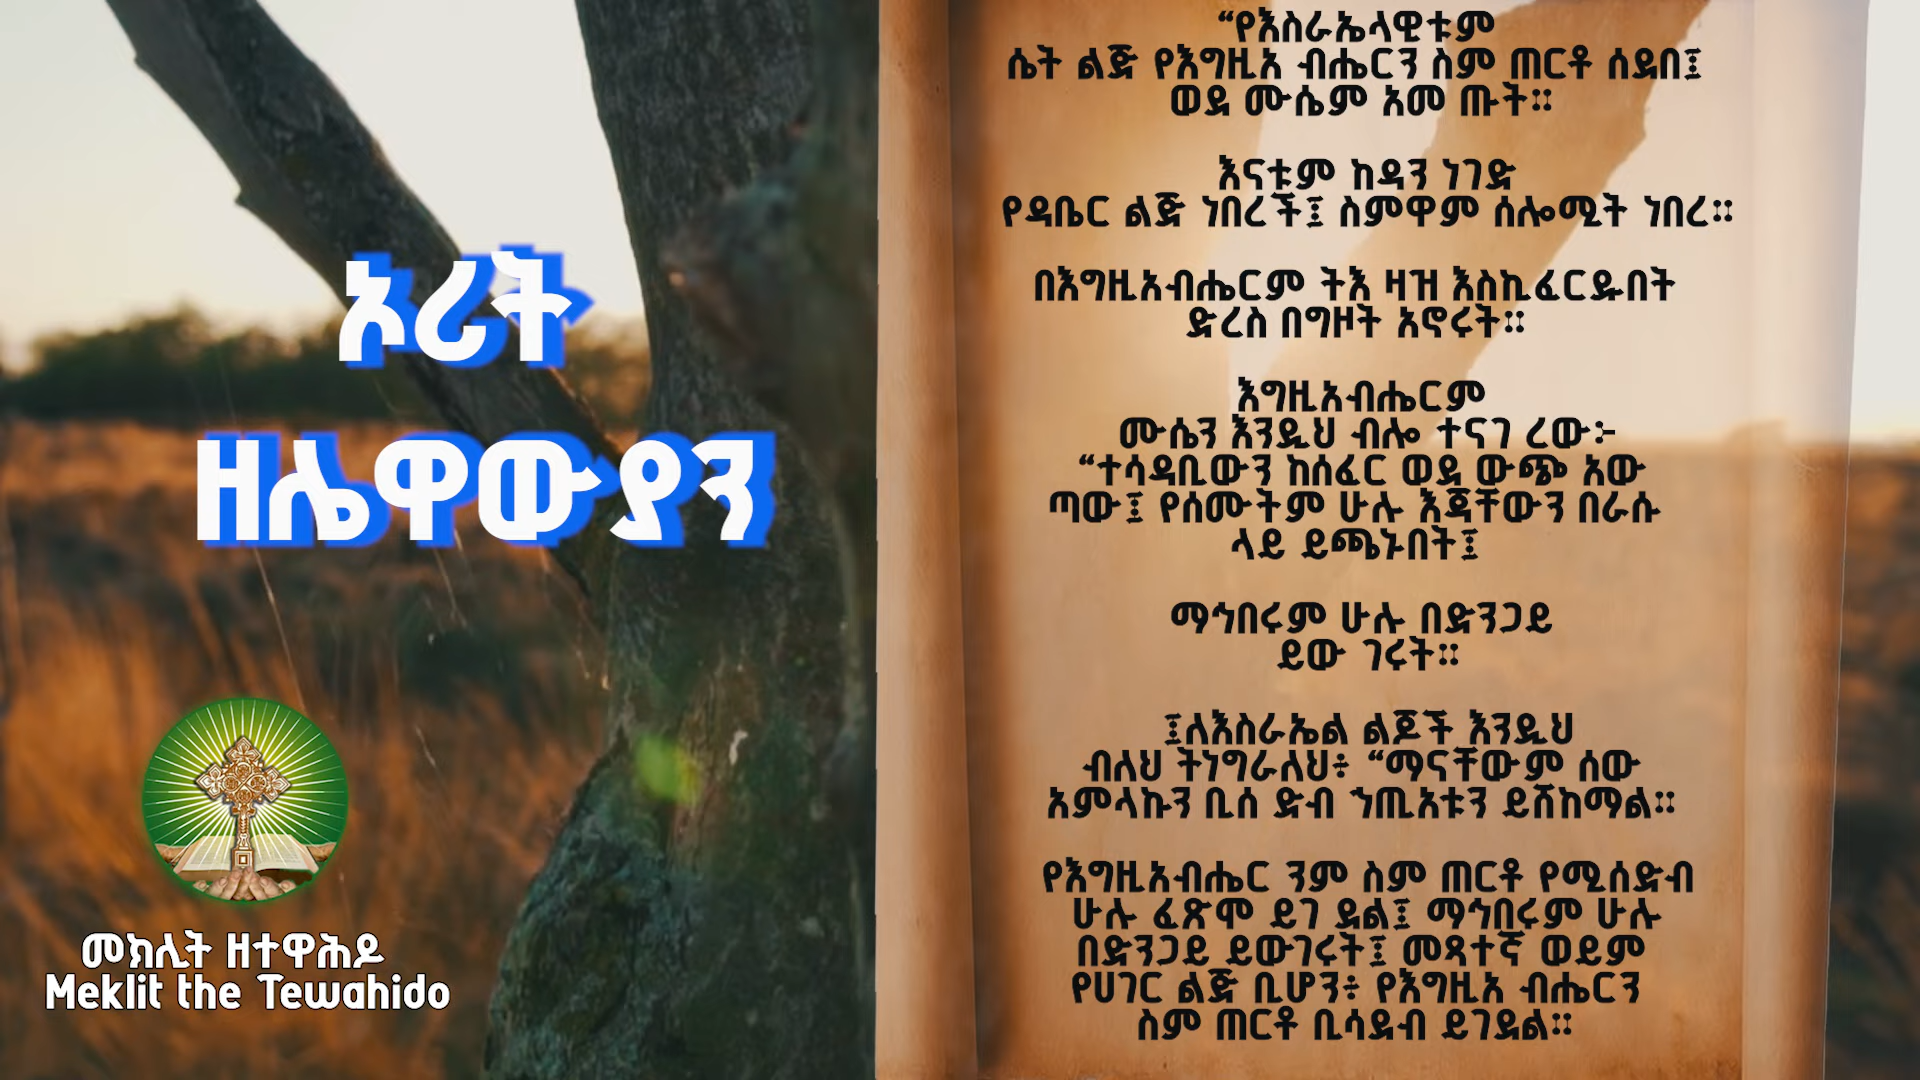 ኦሪት
ዘሌዋውያን
መክሊት ዘተዋሕዶ
Meklit the Tewahido
“የእስራኤላዊቱም
ሴት ልጅ የእግዚአ ብሔርን ስም ጠርቶ ሰደበ፤
ወደ ሙሴም አመ ጡት።
እናቱም ከዳን ነገድ
የዳቤር ልጅ ነበረች፤ ስምዋም ሰሎሚት ነበረ።
በእግዚአብሔርም ትእ ዛዝ እስኪፈርዱበት
ድረስ በግዞት አኖሩት።
እግዚአብሔርም
ሙሴን እንዲህ ብሎ ተናገ ረው፦
“ተሳዳቢውን ከሰፈር ወደ ውጭ አው
ጣው፤ የሰሙትም ሁሉ እጃቸውን በራሱ
ላይ ይጫኑበት፤
ማኅበሩም ሁሉ በድንጋይ
ይው ገሩት።
፤ለእስራኤል ልጆች እንዲህ
ብለህ ትነግራለህ፥ “ማናቸውም ሰው
አምላኩን ቢሰ ድብ ኀጢአቱን ይሸከማል።
የእግዚአብሔር ንም ስም ጠርቶ የሚሰድብ
ሁሉ ፈጽሞ ይገ ደል፤ ማኅበሩም ሁሉ
በድንጋይ ይውገሩት፤ መጻተኛ ወይም
የሀገር ልጅ ቢሆን፥ የእግዚአ ብሔርን
ስም ጠርቶ ቢሳደብ ይገደል።